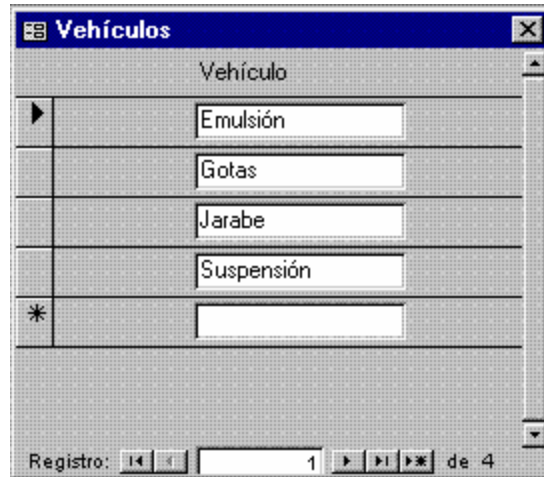 Vehículos
Vehículo
Emulsión
Gotas
Jarabe
Suspensión
Registro: 1 de 4